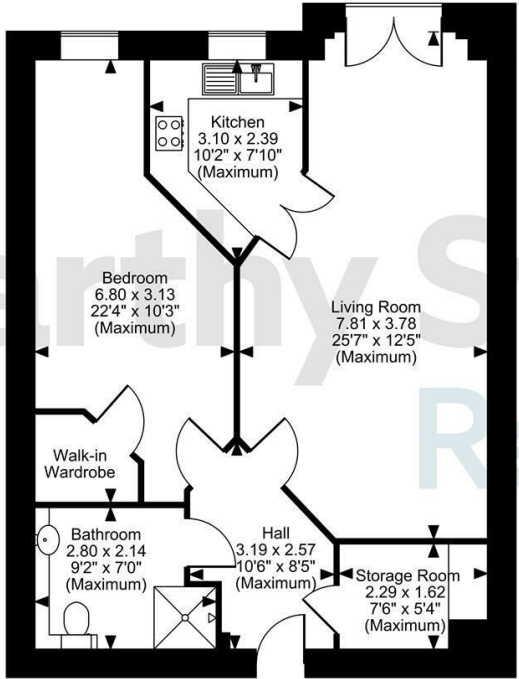 Kitchen
3.10 x 2.39
10'2" x 7'10"
(Maximum)
Bedroom
6.80 x 3.13
22'4" x 10'3"
(Maximum)
Living Room
7.81 x 3.78
25'7" x 12'5"
(Maximum)
Walk-in
Wardrobe
Bathroom
2.80 x 2.14
9'2" x 7'0"
(Maximum)
Hall
3.19 x 2.57
10'6" x 8'5"
(Maximum)
Storage Room
2.29 x 1.62
7'6" x 5'4"
(Maximum)
arthy S
R